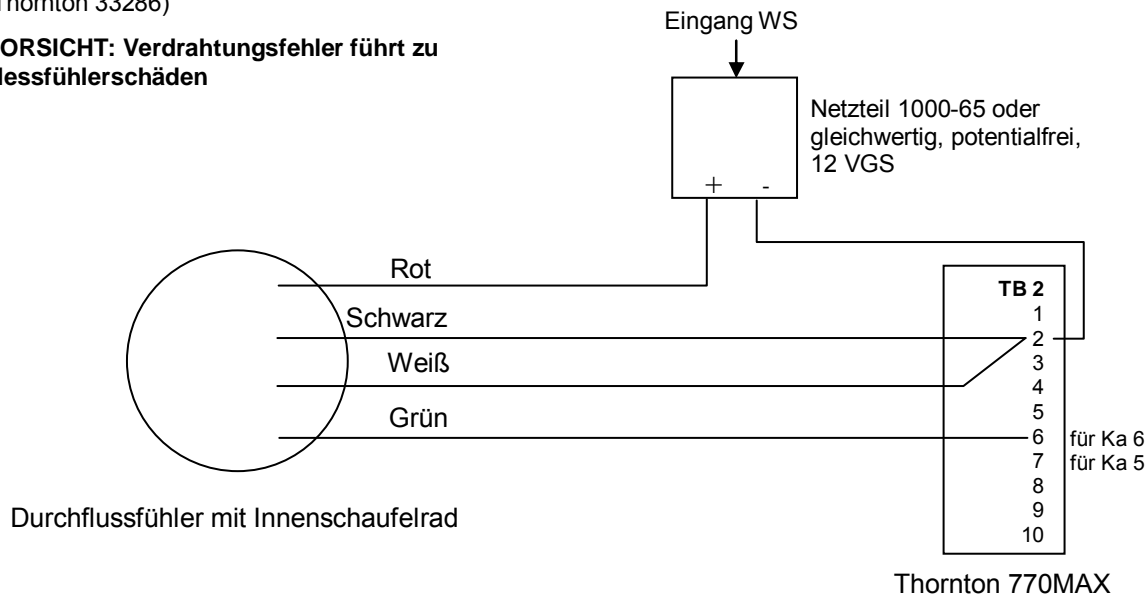 Thornton 33286)
ORSICHT: Verdrahtungsfehler führt zu
essfühlerschäden
Eingang WS
Netzteil 1000-65 oder
gleichwertig, potentialfrei,
12 VGS
+ -
Rot
Schwarz
Weiß
Grün
TB 2
1
2
3
4
5
6 für Ka 6
7 für Ka 5
8
9
10
Durchflussfühler mit Innenschaufelrad
Thornton 770MAX